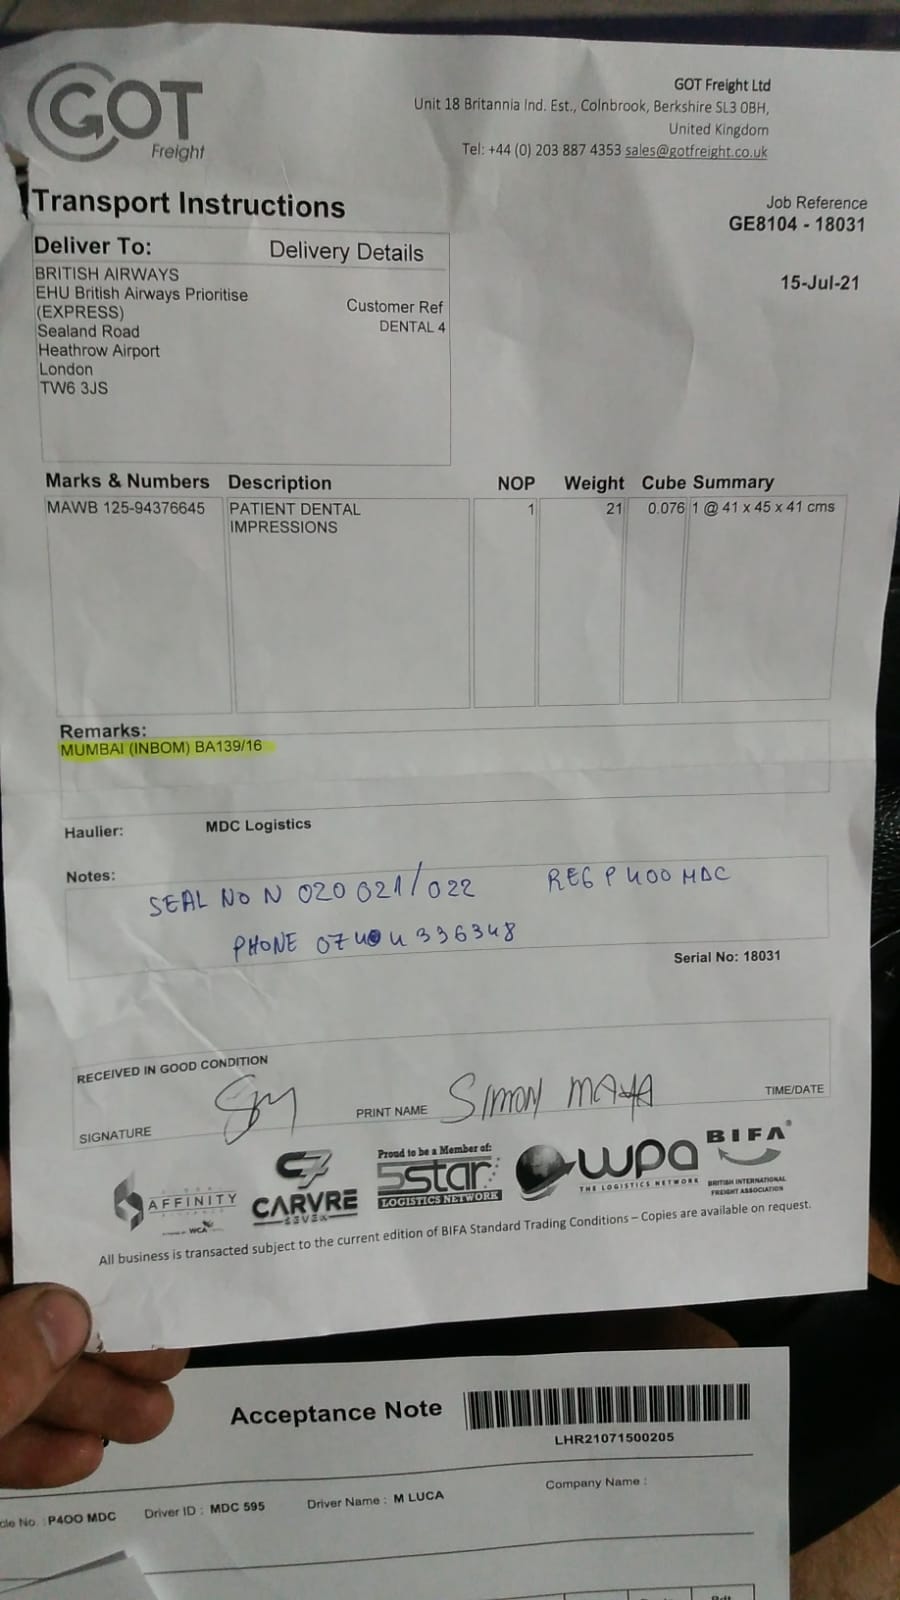 GOT
Freight
GOT Freight Ltd
Unit 18 Britannia Ind. Est., Colnbrook, Berkshire SL3 0BH,
United Kingdom
Tel: +44 (0) 203 887 4353 sales@gotfreight.co.uk
Transport Instructions
Job Reference
GE8104 - 18031
15-Jul-21
Deliver To: Delivery Details
BRITISH AIRWAYS
EHU British Airways Prioritise
(EXPRESS)
Sealand Road
Heathrow Airport
London
TW6 3JS
Customer Ref
DENTAL 4
Marks & Numbers Description NOP Weight Cube Summary
MAWB 125-94376645 PATIENT DENTAL 1 21 0.076 1 @ 41 x 45 x 41 cms
IMPRESSIONS
Remarks:
MUMBAI (INBOM) BA139/16
Haulier: MDC Logistics
Notes:
SEAL NO N 020 021/022 REG P400 MDC
PHONE 07404 336348
Serial No: 18031
RECEIVED IN GOOD CONDITION
SIGNATURE PRINT NAME SIMON MAYA TIME/DATE
AFFINITY
WCA
C7
CARVRE
SEVEN
Proud to be a Member of:
5star
LOGISTICS NETWORK
wpa
THE LOGISTICS NETWORK
BIFA
BRITISH INTERNATIONAL
FREIGHT ASSOCIATION
All business is transacted subject to the current edition of BIFA Standard Trading Conditions – Copies are available on request.
Acceptance Note
LHR21071500205
cle No. : P400 MDC Driver ID : MDC 595 Driver Name : M LUCA Company Name :